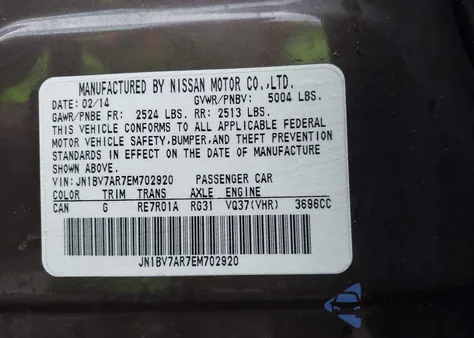 MANUFACTURED BY NISSAN MOTOR CO.,LTD.
DATE: 02/14 GVWR/PNBV: 5004 LBS.
GAWR/PNBE FR: 2524 LBS. RR: 2513 LBS.
THIS VEHICLE CONFORMS TO ALL APPLICABLE FEDERAL
MOTOR VEHICLE SAFETY,BUMPER,AND THEFT PREVENTION
STANDARDS IN EFFECT ON THE DATE OF MANUFACTURE
SHOWN ABOVE.
VIN: JN1BV7AR7EM702920 PASSENGER CAR
COLOR TRIM TRANS AXLE ENGINE
CAN G RE7R01A RG31 VQ37(VHR) 3696CC
JN1BV7AR7EM702920